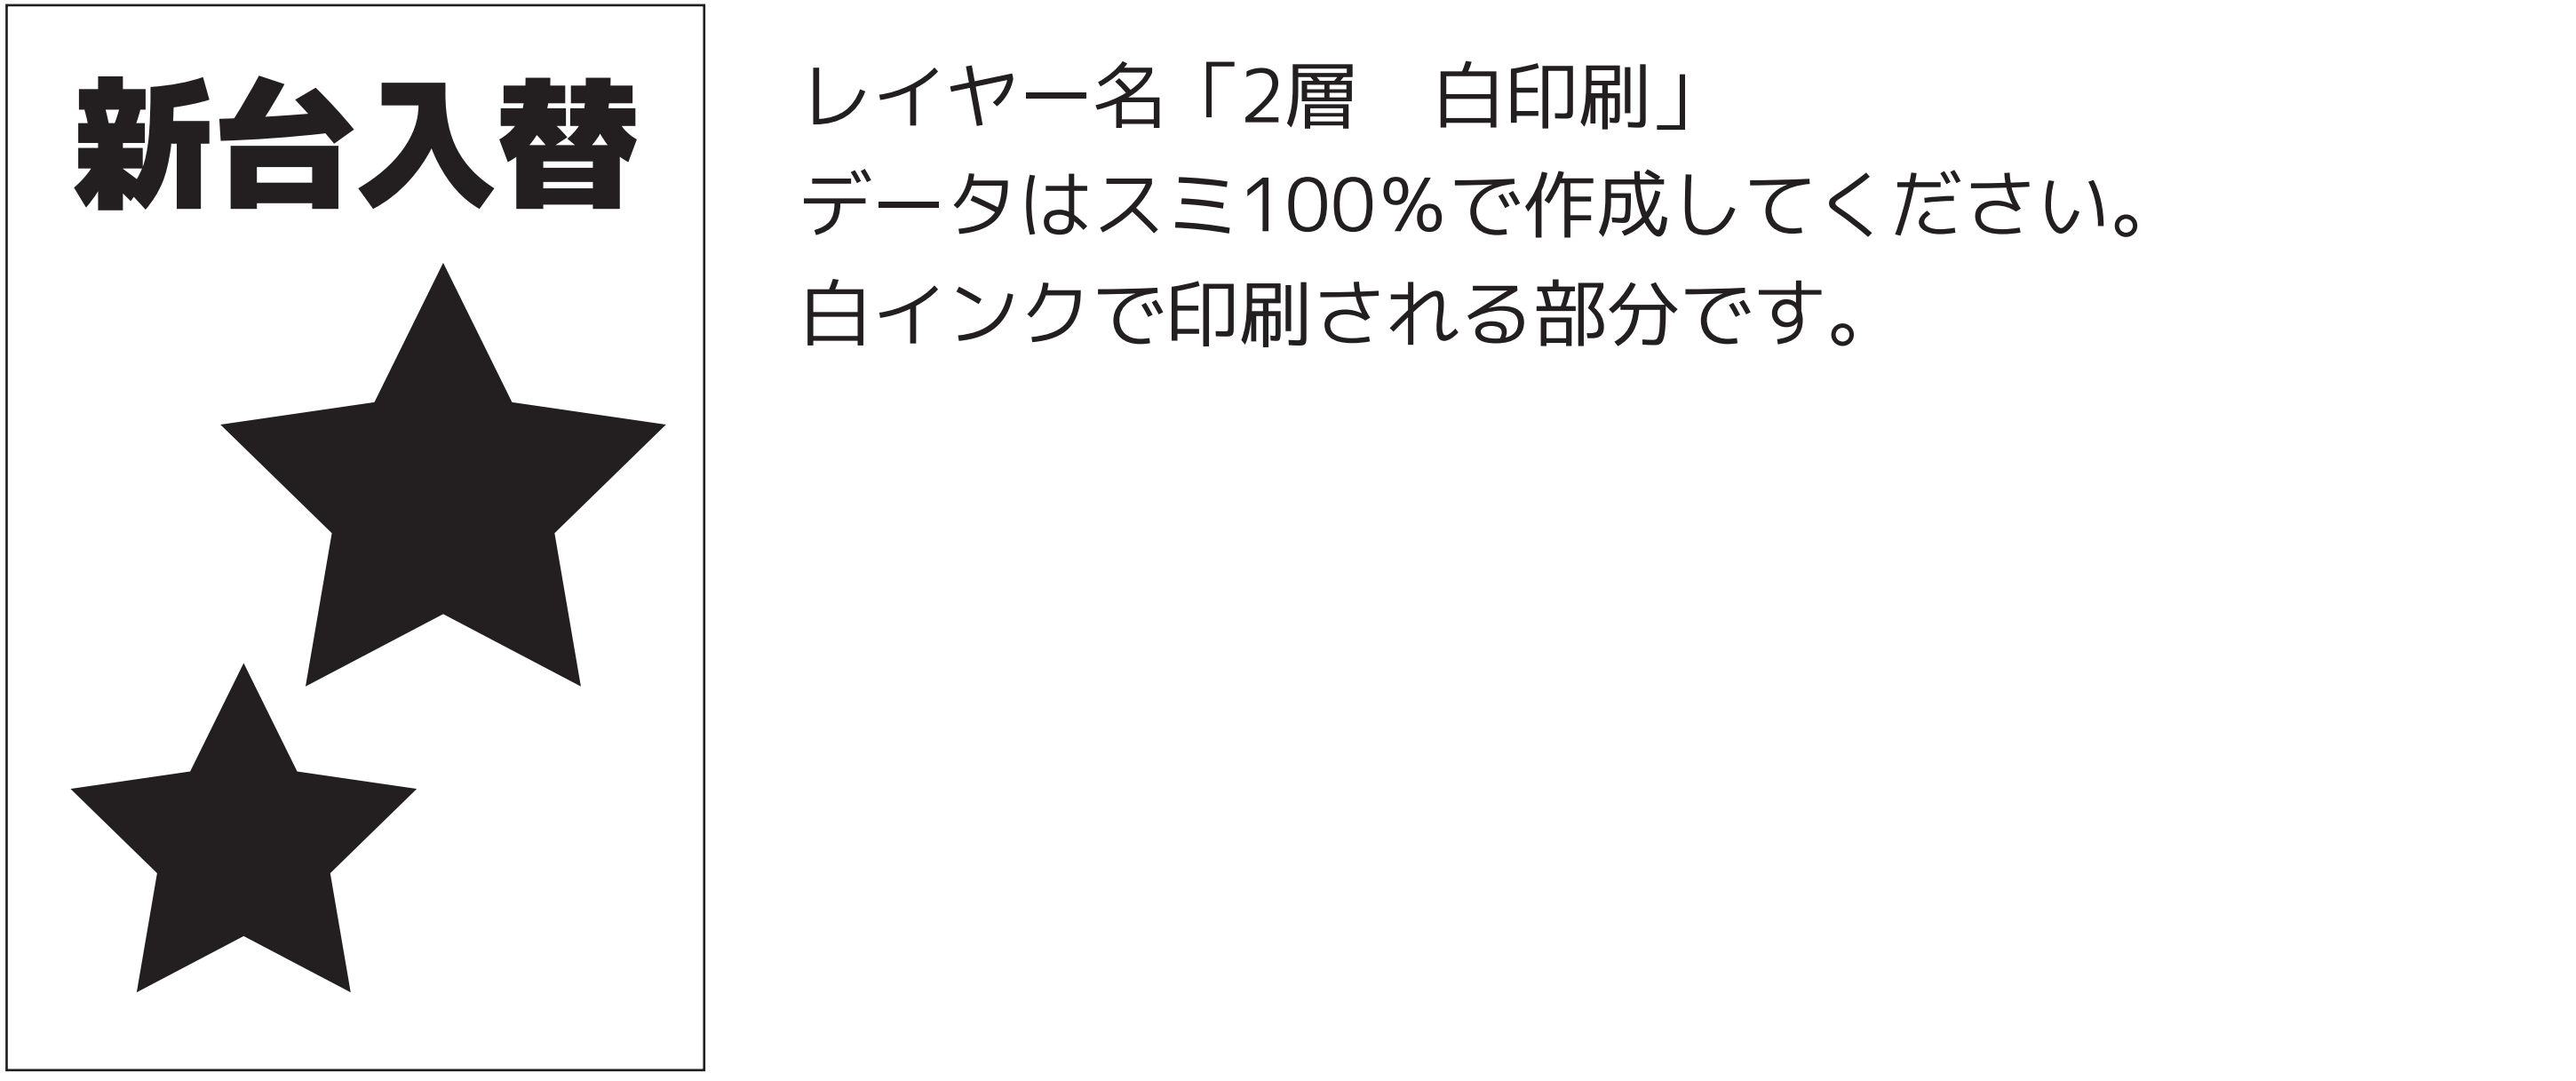 新台入替
レイヤー名「2層　白印刷」
データはスミ100%で作成してください。
白インクで印刷される部分です。